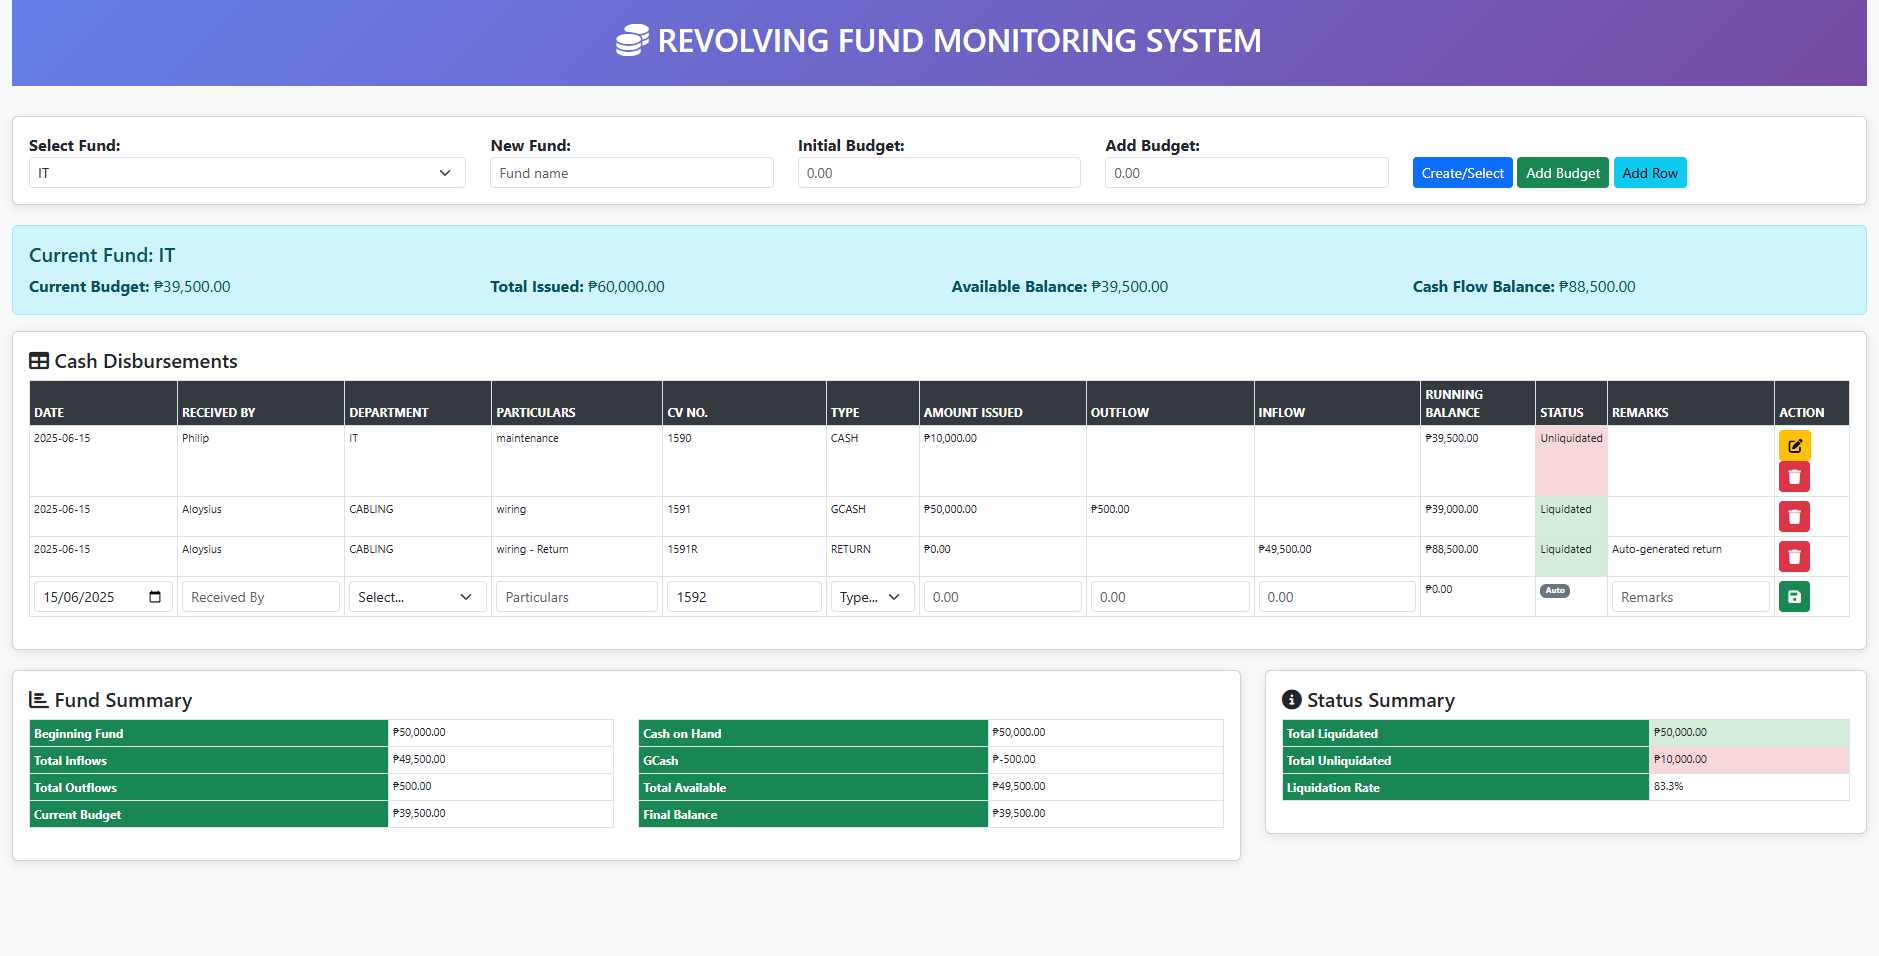 REVOLVING FUND MONITORING SYSTEM
Select Fund: New Fund: Initial Budget: Add Budget:
IT Fund name 0.00 0.00 Create/Select Add Budget Add Row
Current Fund: IT
Current Budget: ₱39,500.00 Total Issued: ₱60,000.00 Available Balance: ₱39,500.00 Cash Flow Balance: ₱88,500.00
Cash Disbursements
DATE RECEIVED BY DEPARTMENT PARTICULARS CV NO. TYPE AMOUNT ISSUED OUTFLOW INFLOW RUNNING BALANCE STATUS REMARKS ACTION
2025-06-15 Philip IT maintenance 1590 CASH ₱10,000.00 ₱39,500.00 Unliquidated
2025-06-15 Aloysius CABLING wiring 1591 GCASH ₱50,000.00 ₱500.00 ₱39,000.00 Liquidated
2025-06-15 Aloysius CABLING wiring - Return 1591R RETURN ₱0.00 ₱49,500.00 ₱88,500.00 Liquidated Auto-generated return
15/06/2025 Received By Select... Particulars 1592 Type... 0.00 0.00 0.00 ₱0.00 Auto Remarks
Fund Summary
Beginning Fund ₱50,000.00
Total Inflows ₱49,500.00
Total Outflows ₱500.00
Current Budget ₱39,500.00
Cash on Hand ₱50,000.00
GCash ₱-500.00
Total Available ₱49,500.00
Final Balance ₱39,500.00
Status Summary
Total Liquidated ₱50,000.00
Total Unliquidated ₱10,000.00
Liquidation Rate 83.3%